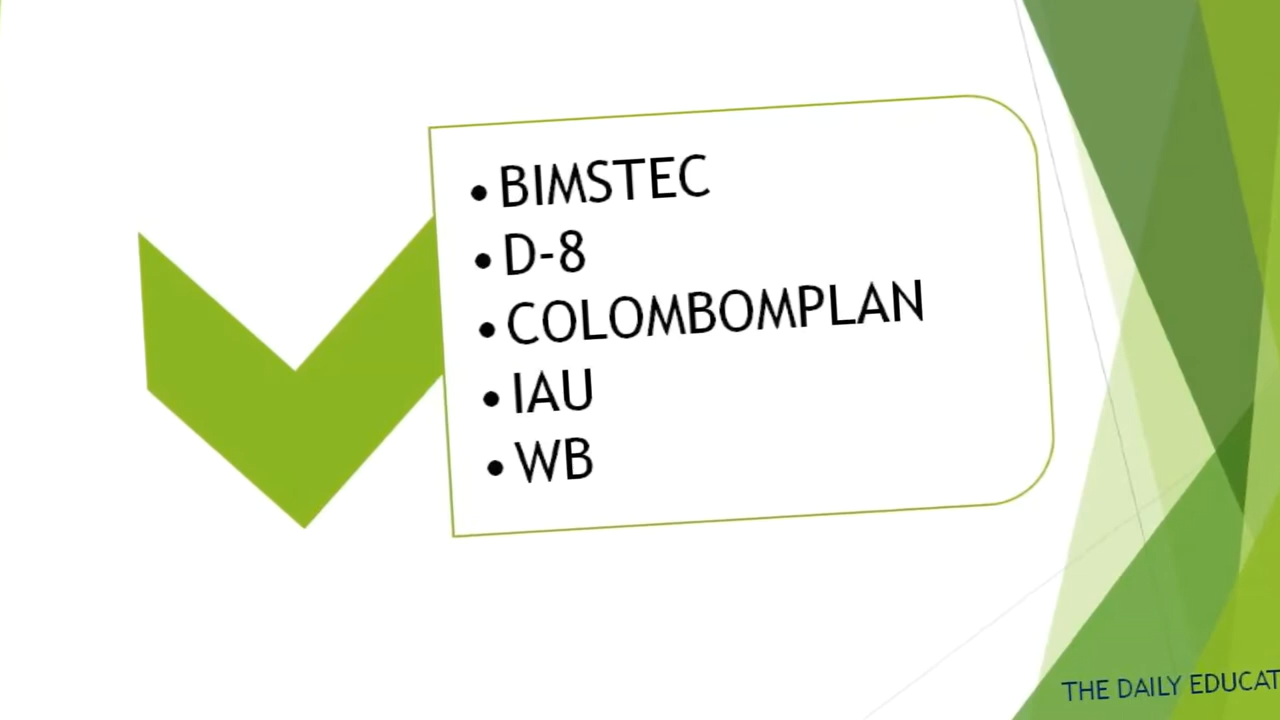 • BIMSTEC
• D-8
• COLOMBOMPLAN
• IAU
• WB
THE DAILY EDUCAT